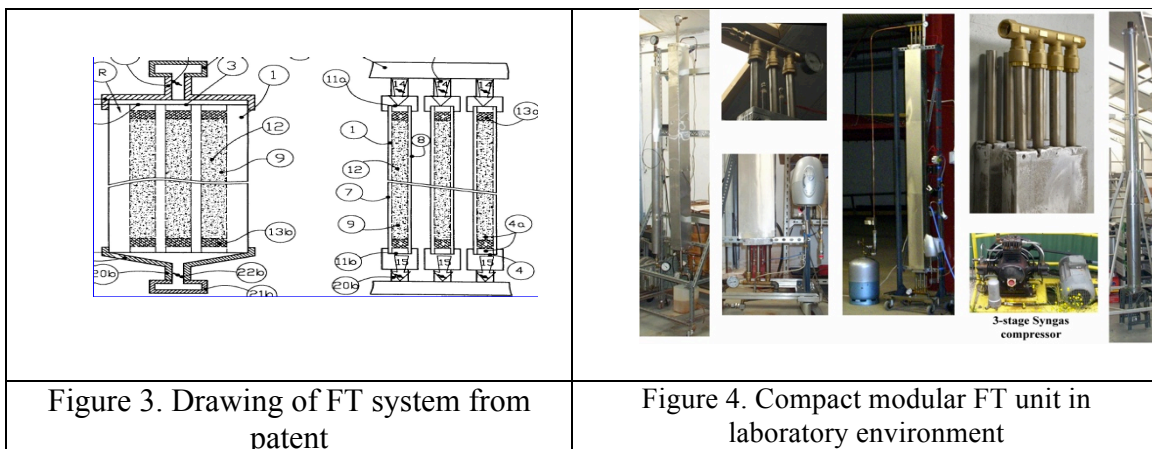 R
3
1
12
9
13b
20b
22b
21b
11a
14
13a
1
8
12
7
9
4a
11b
15
15
15
4
20b
3-stage Syngas
compressor
Figure 3. Drawing of FT system from
patent
Figure 4. Compact modular FT unit in
laboratory environment